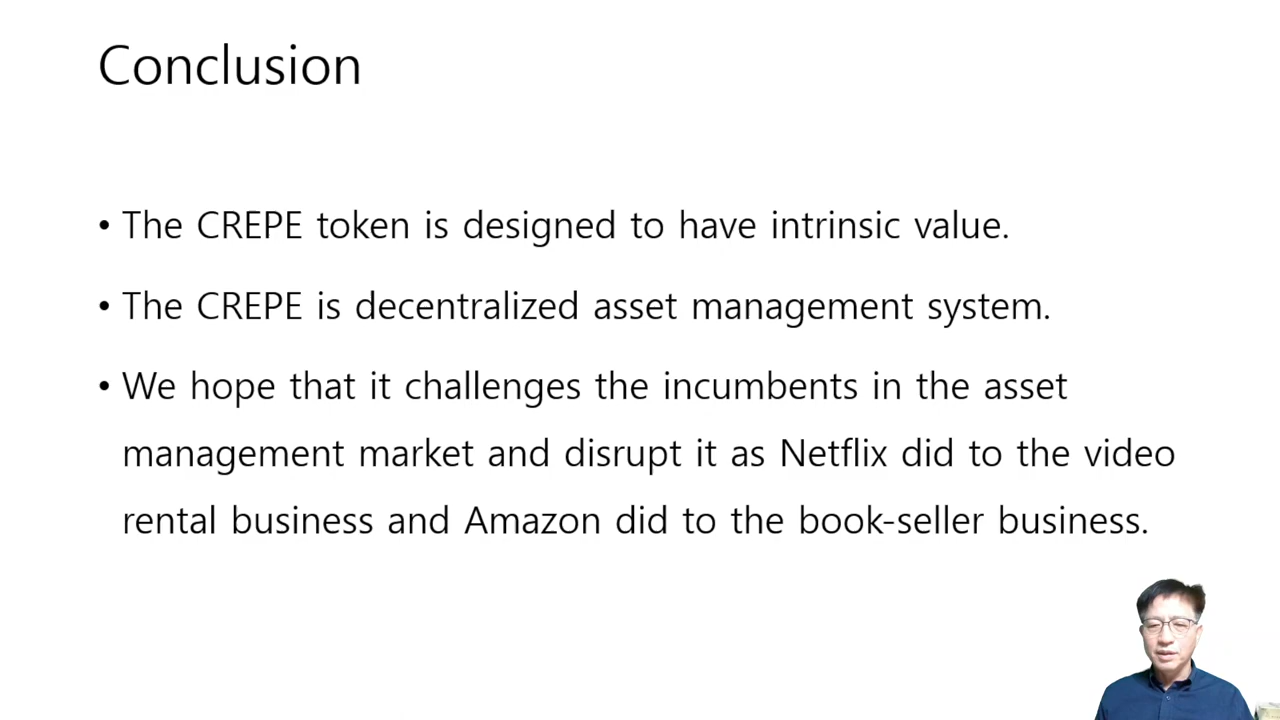 Conclusion
• The CREPE token is designed to have intrinsic value.
• The CREPE is decentralized asset management system.
• We hope that it challenges the incumbents in the asset
management market and disrupt it as Netflix did to the video
rental business and Amazon did to the book-seller business.